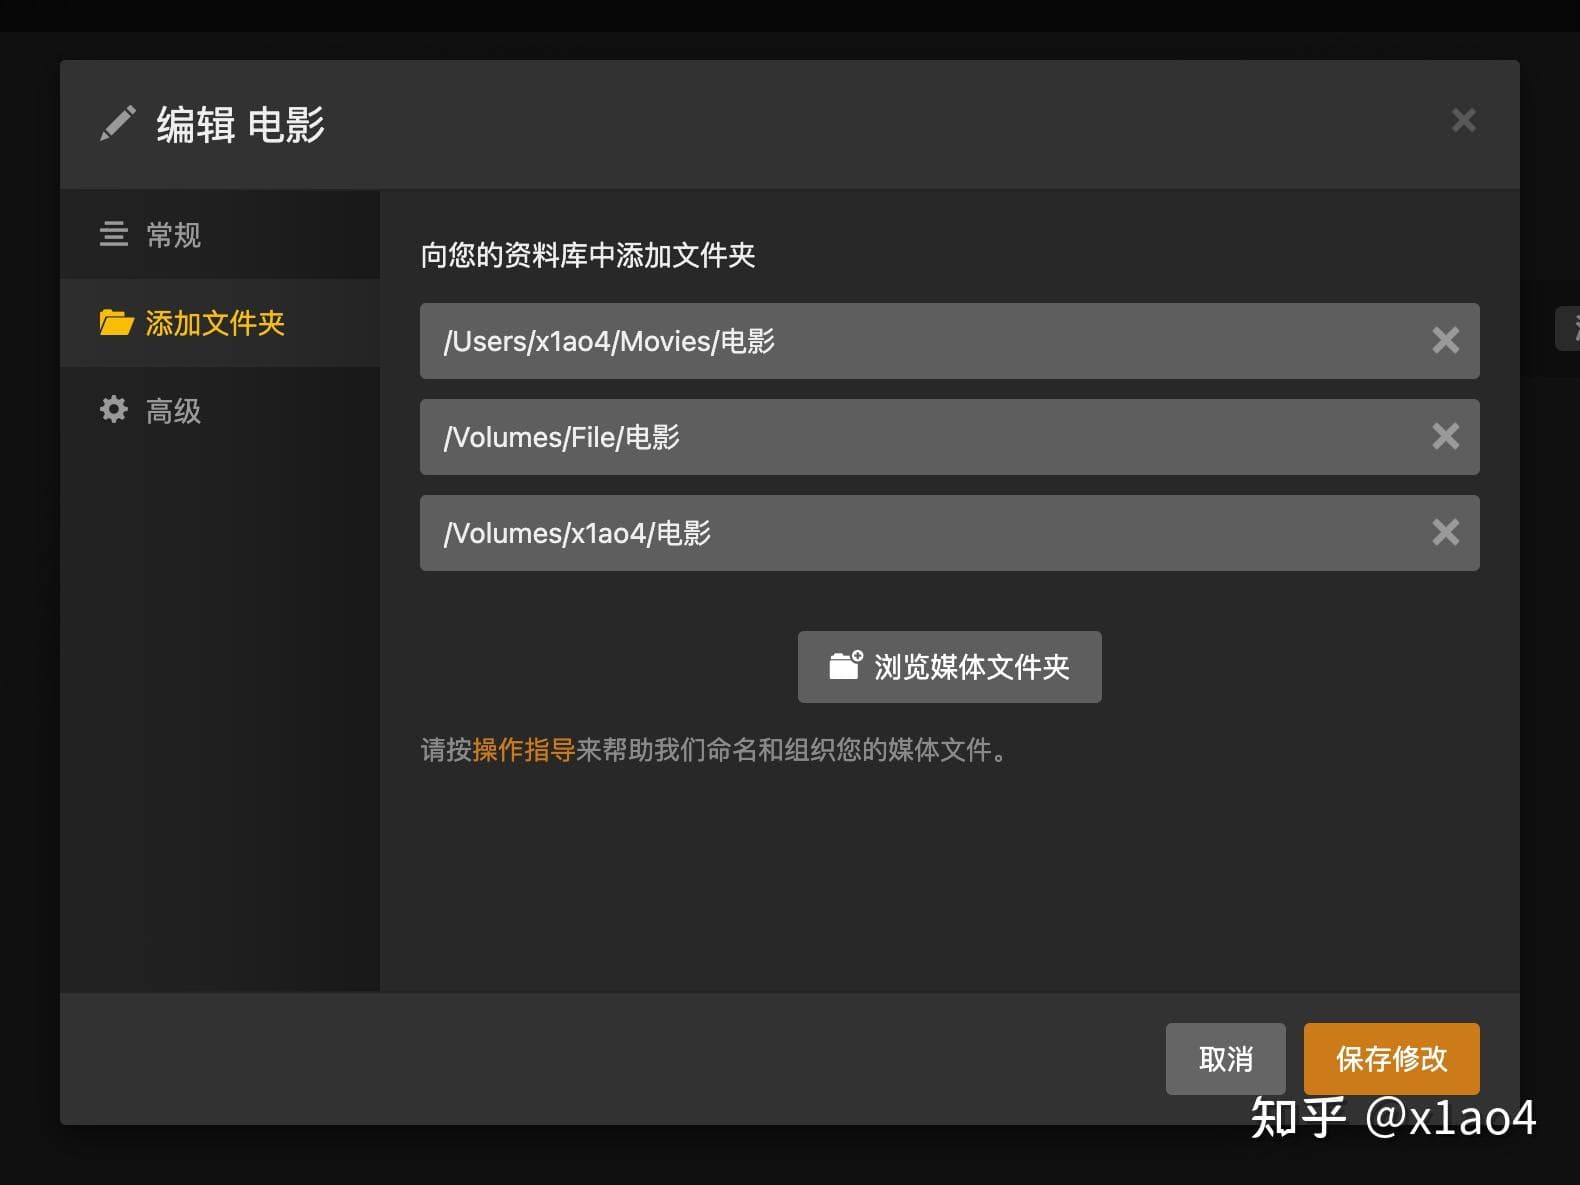 编辑 电影
常规
添加文件夹
高级
向您的资料库中添加文件夹
/Users/x1ao4/Movies/电影
/Volumes/File/电影
/Volumes/x1ao4/电影
浏览媒体文件夹
请按操作指导来帮助我们命名和组织您的媒体文件。
取消
保存修改
知乎 @x1ao4